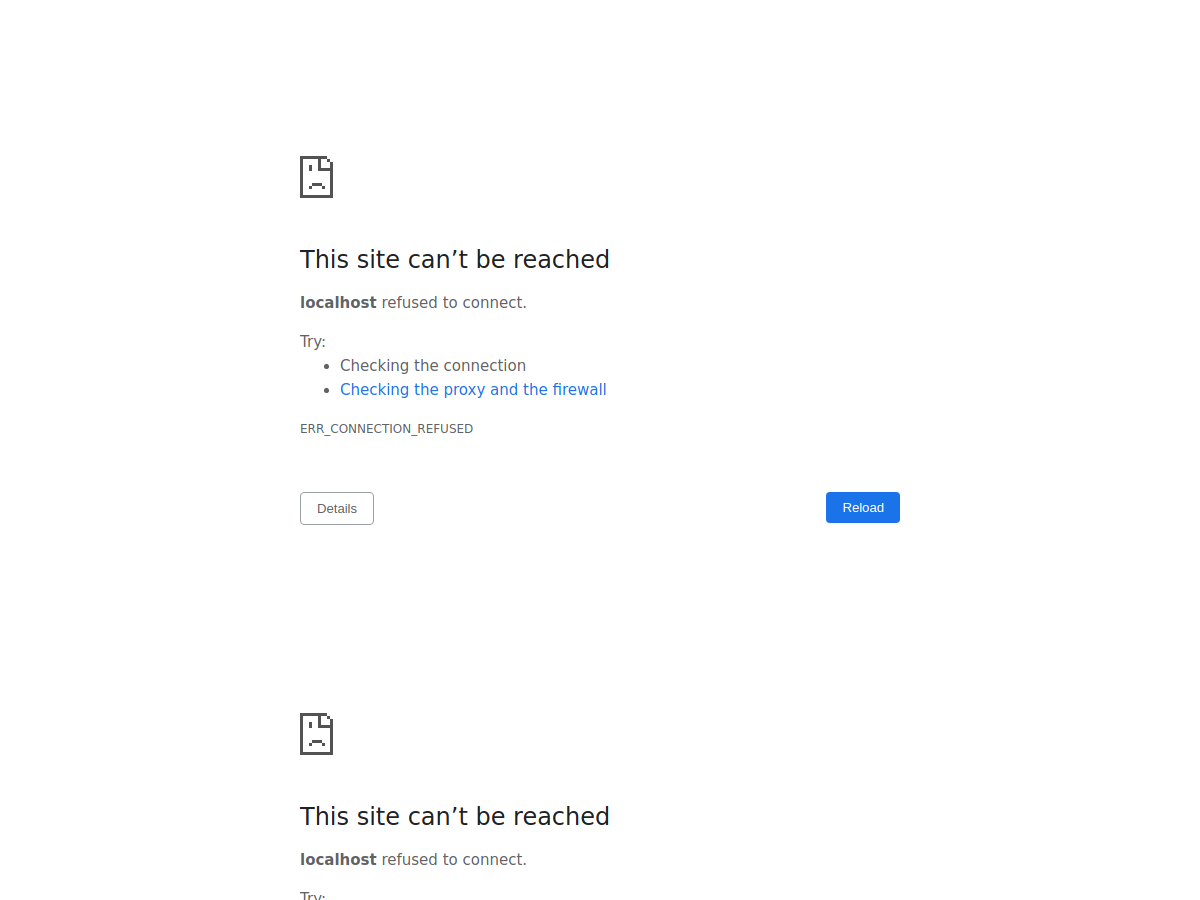 This site can’t be reached
localhost refused to connect.
Try:
Checking the connection
Checking the proxy and the firewall
ERR_CONNECTION_REFUSED
Details
Reload
This site can’t be reached
localhost refused to connect.
Try: